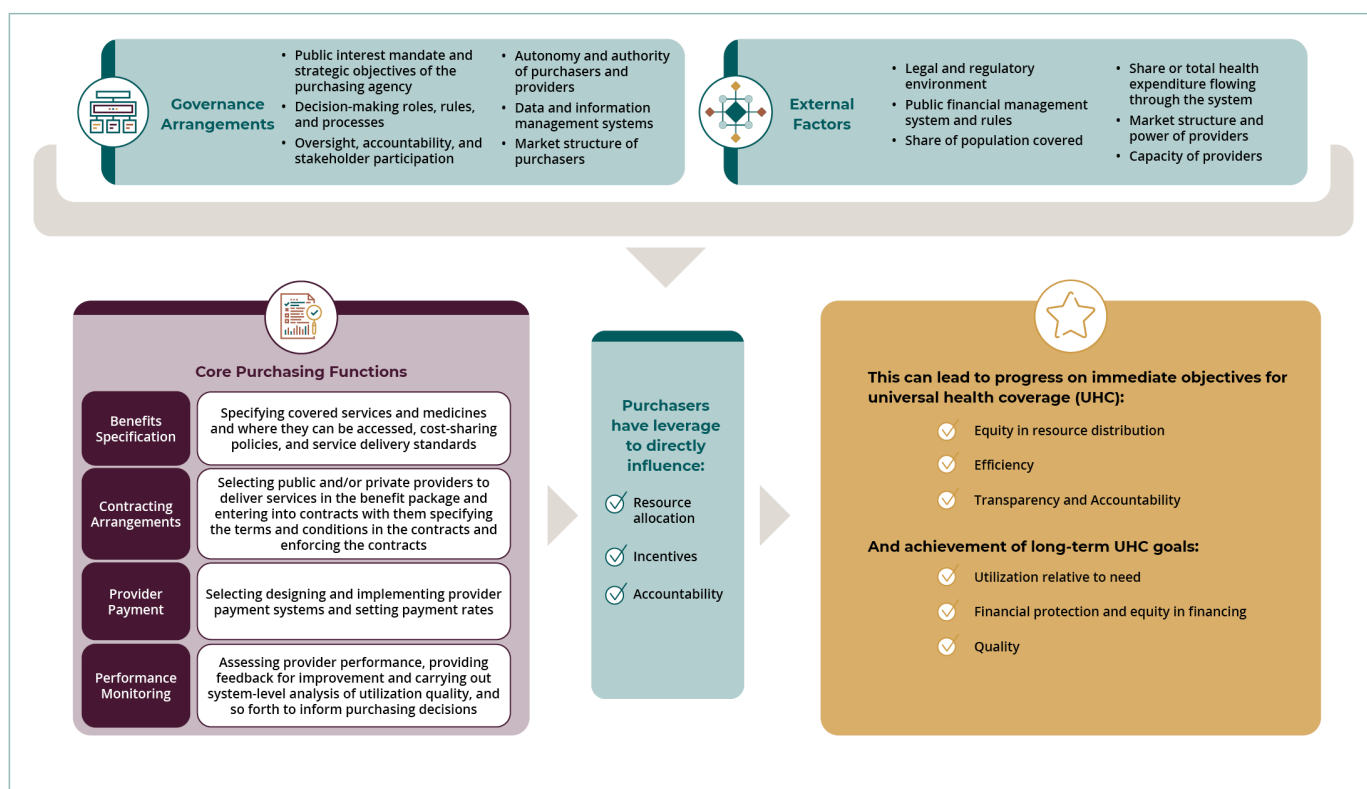 Governance
Arrangements
• Public interest mandate and
strategic objectives of the
purchasing agency
• Decision-making roles, rules,
and processes
• Oversight, accountability, and
stakeholder participation
• Autonomy and authority
of purchasers and
providers
• Data and information
management systems
• Market structure of
purchasers
External
Factors
• Legal and regulatory
environment
• Public financial management
system and rules
• Share of population covered
• Share or total health
expenditure flowing
through the system
• Market structure and
power of providers
• Capacity of providers
Core Purchasing Functions
Benefits
Specification
Specifying covered services and medicines
and where they can be accessed, cost-sharing
policies, and service delivery standards
Contracting
Arrangements
Selecting public and/or private providers to
deliver services in the benefit package and
entering into contracts with them specifying
the terms and conditions in the contracts and
enforcing the contracts
Provider
Payment
Selecting designing and implementing provider
payment systems and setting payment rates
Performance
Monitoring
Assessing provider performance, providing
feedback for improvement and carrying out
system-level analysis of utilization quality, and
so forth to inform purchasing decisions
Purchasers
have leverage
to directly
influence:
Resource
allocation
Incentives
Accountability
This can lead to progress on immediate objectives for
universal health coverage (UHC):
Equity in resource distribution
Efficiency
Transparency and Accountability
And achievement of long-term UHC goals:
Utilization relative to need
Financial protection and equity in financing
Quality